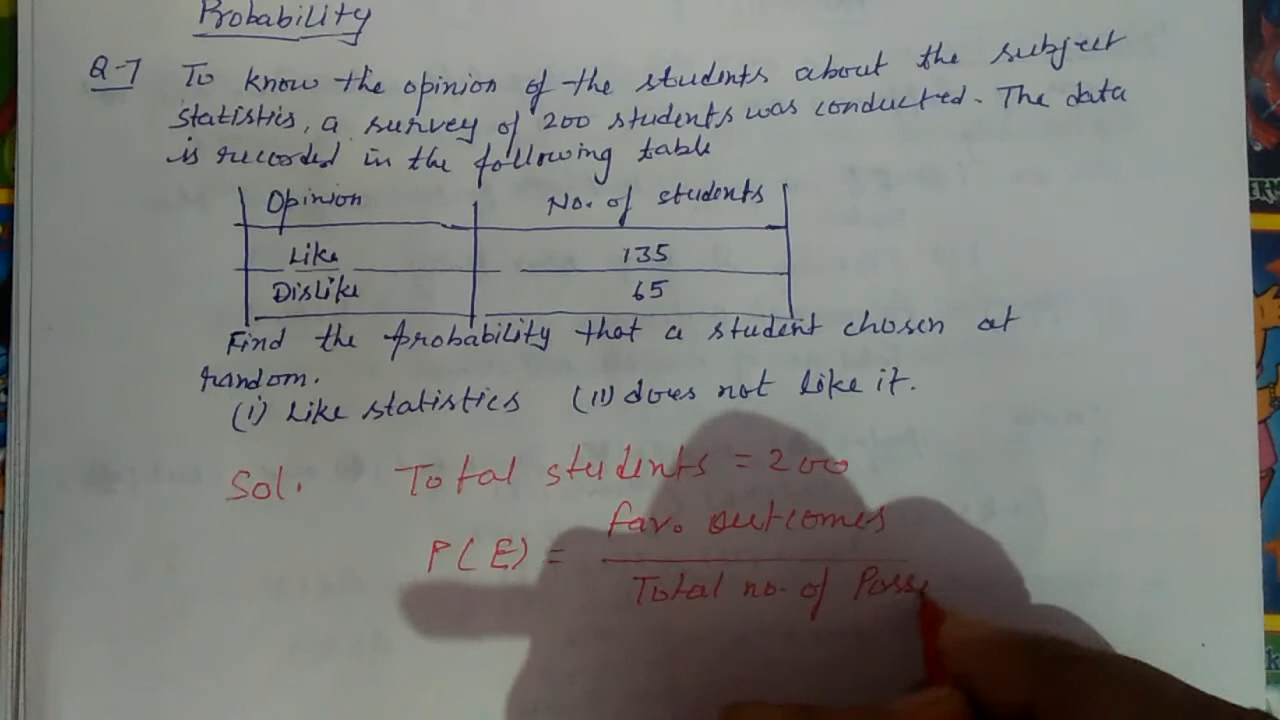 Probability
Q-7 To know the opinion of the students about the subject
statistics, a survey of 200 students was conducted. The data
is recorded in the following table
Opinion No. of students
Like 135
Dislike 65
Find the probability that a student chosen at
random.
(i) Like statistics (ii) does not like it.
Sol. Total students = 200
P(E) = fav. outcomes
Total no. of Poss